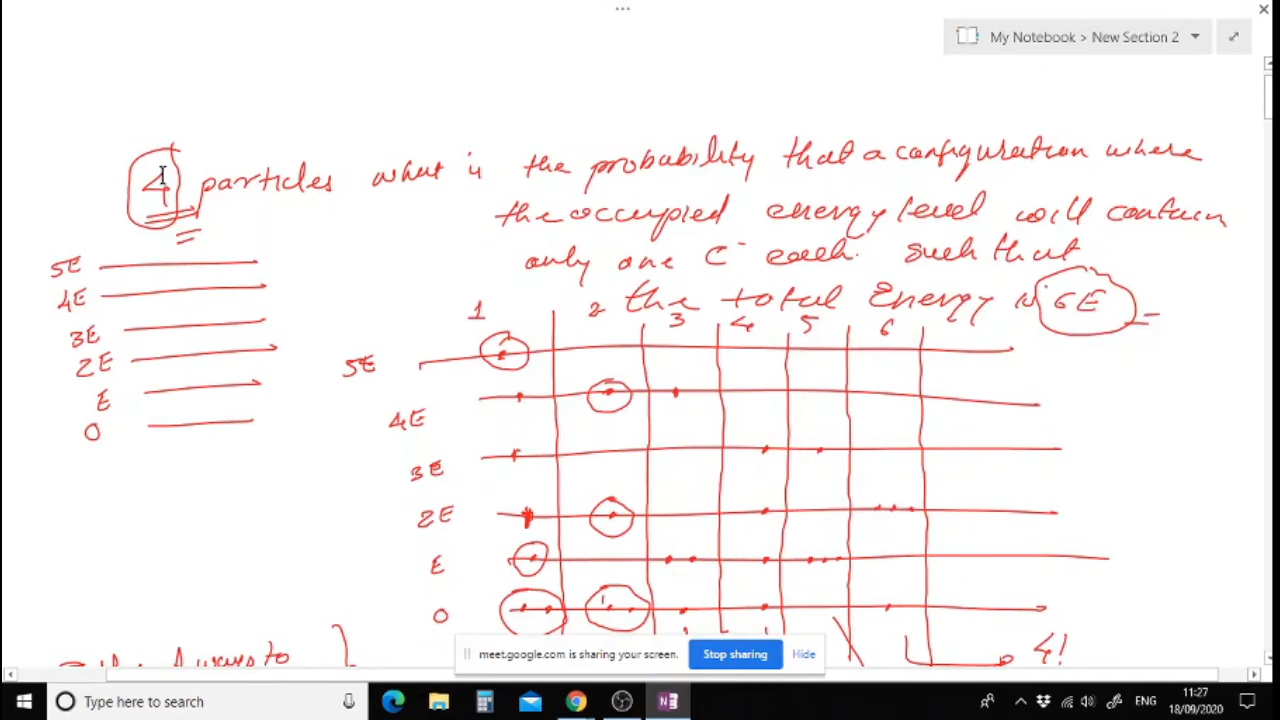 My Notebook > New Section 2
4 particles what is the probability that a configuration where
the occupied energy level will contain
only one e⁻ each. such that
the total Energy is 6E
5E
4E
3E
2E
E
0
1 2 3 4 5 6
5E
4E
3E
2E
E
0
4!
ways to
meet.google.com is sharing your screen.
Stop sharing
Hide
Type here to search
ENG
11:27
18/09/2020